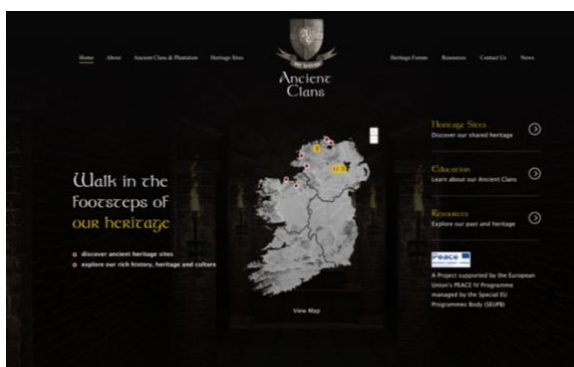 Home
About
Ancient Clans & Plantation
Heritage Sites
Ancient
Clans
Heritage Forum
Resources
Contact Us
News
Walk in the
Footsteps of
our heritage
discover ancient heritage sites
explore our rich history, heritage and culture
View Map
Heritage Sites
Discover our shared heritage
Education
Learn about our Ancient Clans
Resources
Explore our past and heritage
Peace
A Project supported by the European
Union's PEACE IV Programme
managed by the Special EU
Programmes Body (SEUPB)